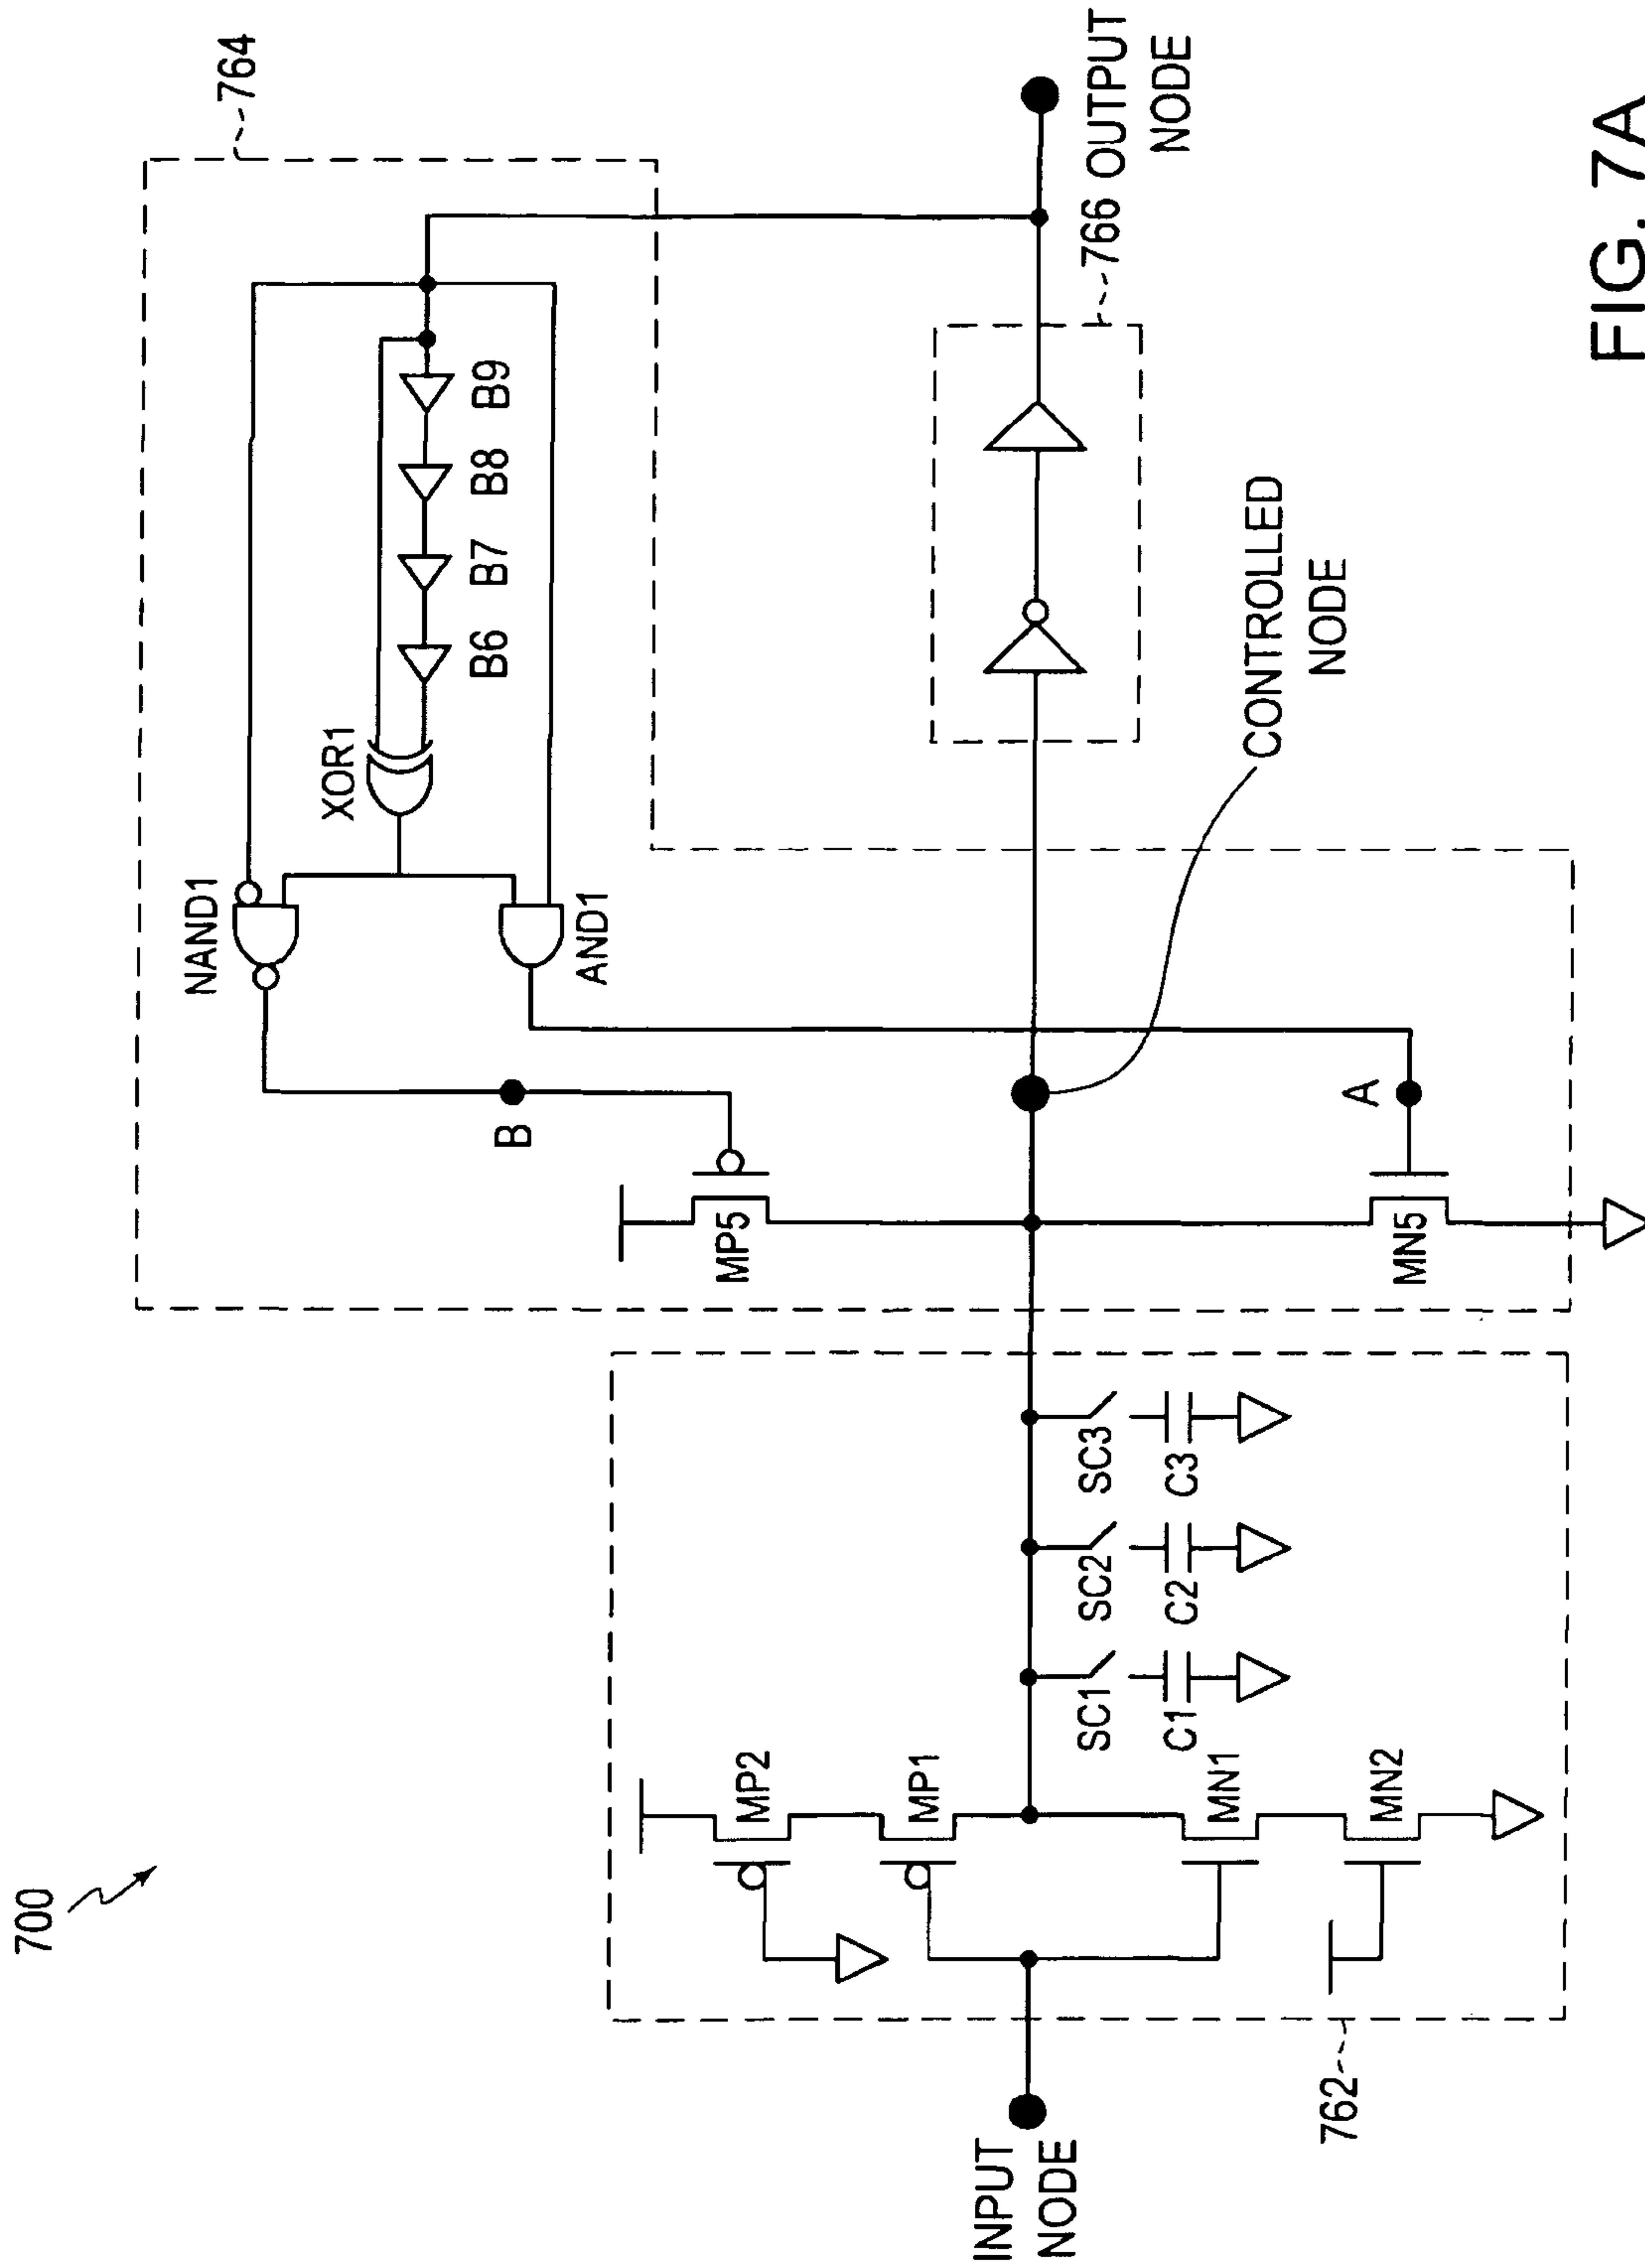 700
764
NAND1
XOR1
B6 B7 B8 B9
AND1
B
MP5
A
MN5
766
OUTPUT
NODE
CONTROLLED
NODE
MP2
MP1
SC1 SC2 SC3
C1 C2 C3
MN1
MN2
INPUT
NODE
762
FIG. 7A